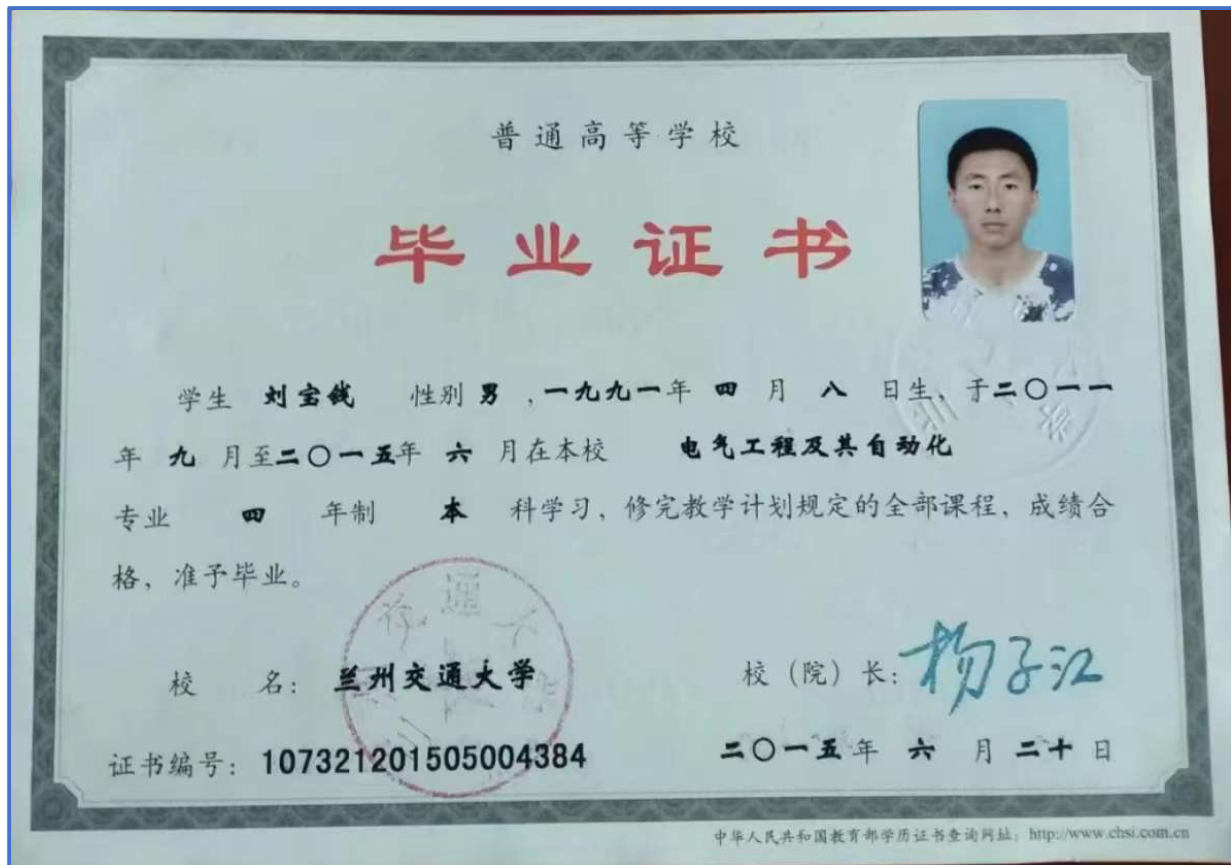 普通高等学校
毕业证书
学生 刘宝钱 性别 男 ,一九九一年 四 月 八 日生, 于二〇一一
年 九 月至二〇一五年 六 月在本校 电气工程及其自动化
专业 四 年制 本 科学习, 修完教学计划规定的全部课程, 成绩合
格, 准予毕业。
校 名: 兰州交通大学
校 (院) 长: 杨子江
证书编号: 107321201505004384
二〇一五年 六 月 二十日
中华人民共和国教育部学历证书查询网址: http://www.chsi.com.cn